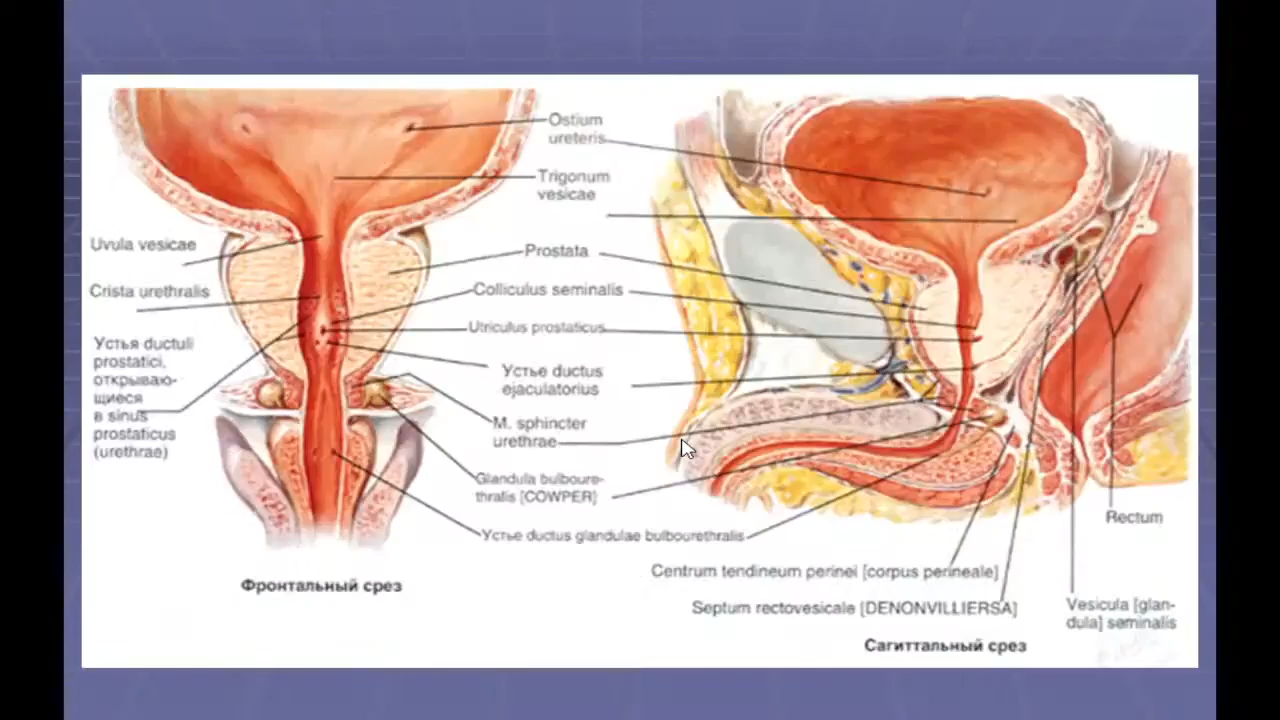 Ostium
ureteris
Trigonum
vesicae
Uvula vesicae
Prostata
Crista urethralis
Colliculus seminalis
Utriculus prostaticus
Устья ductuli
prostatici,
открываю-
щиеся
в sinus
prostaticus
(urethrae)
Устье ductus
ejaculatorius
M. sphincter
urethrae
Glandula bulboure-
thralis [COWPER]
Устье ductus glandulae bulbourethralis
Rectum
Centrum tendineum perinei [corpus perineale]
Фронтальный срез
Septum rectovesicale [DENONVILLIERSA]
Vesicula [glan-
dula] seminalis
Сагиттальный срез